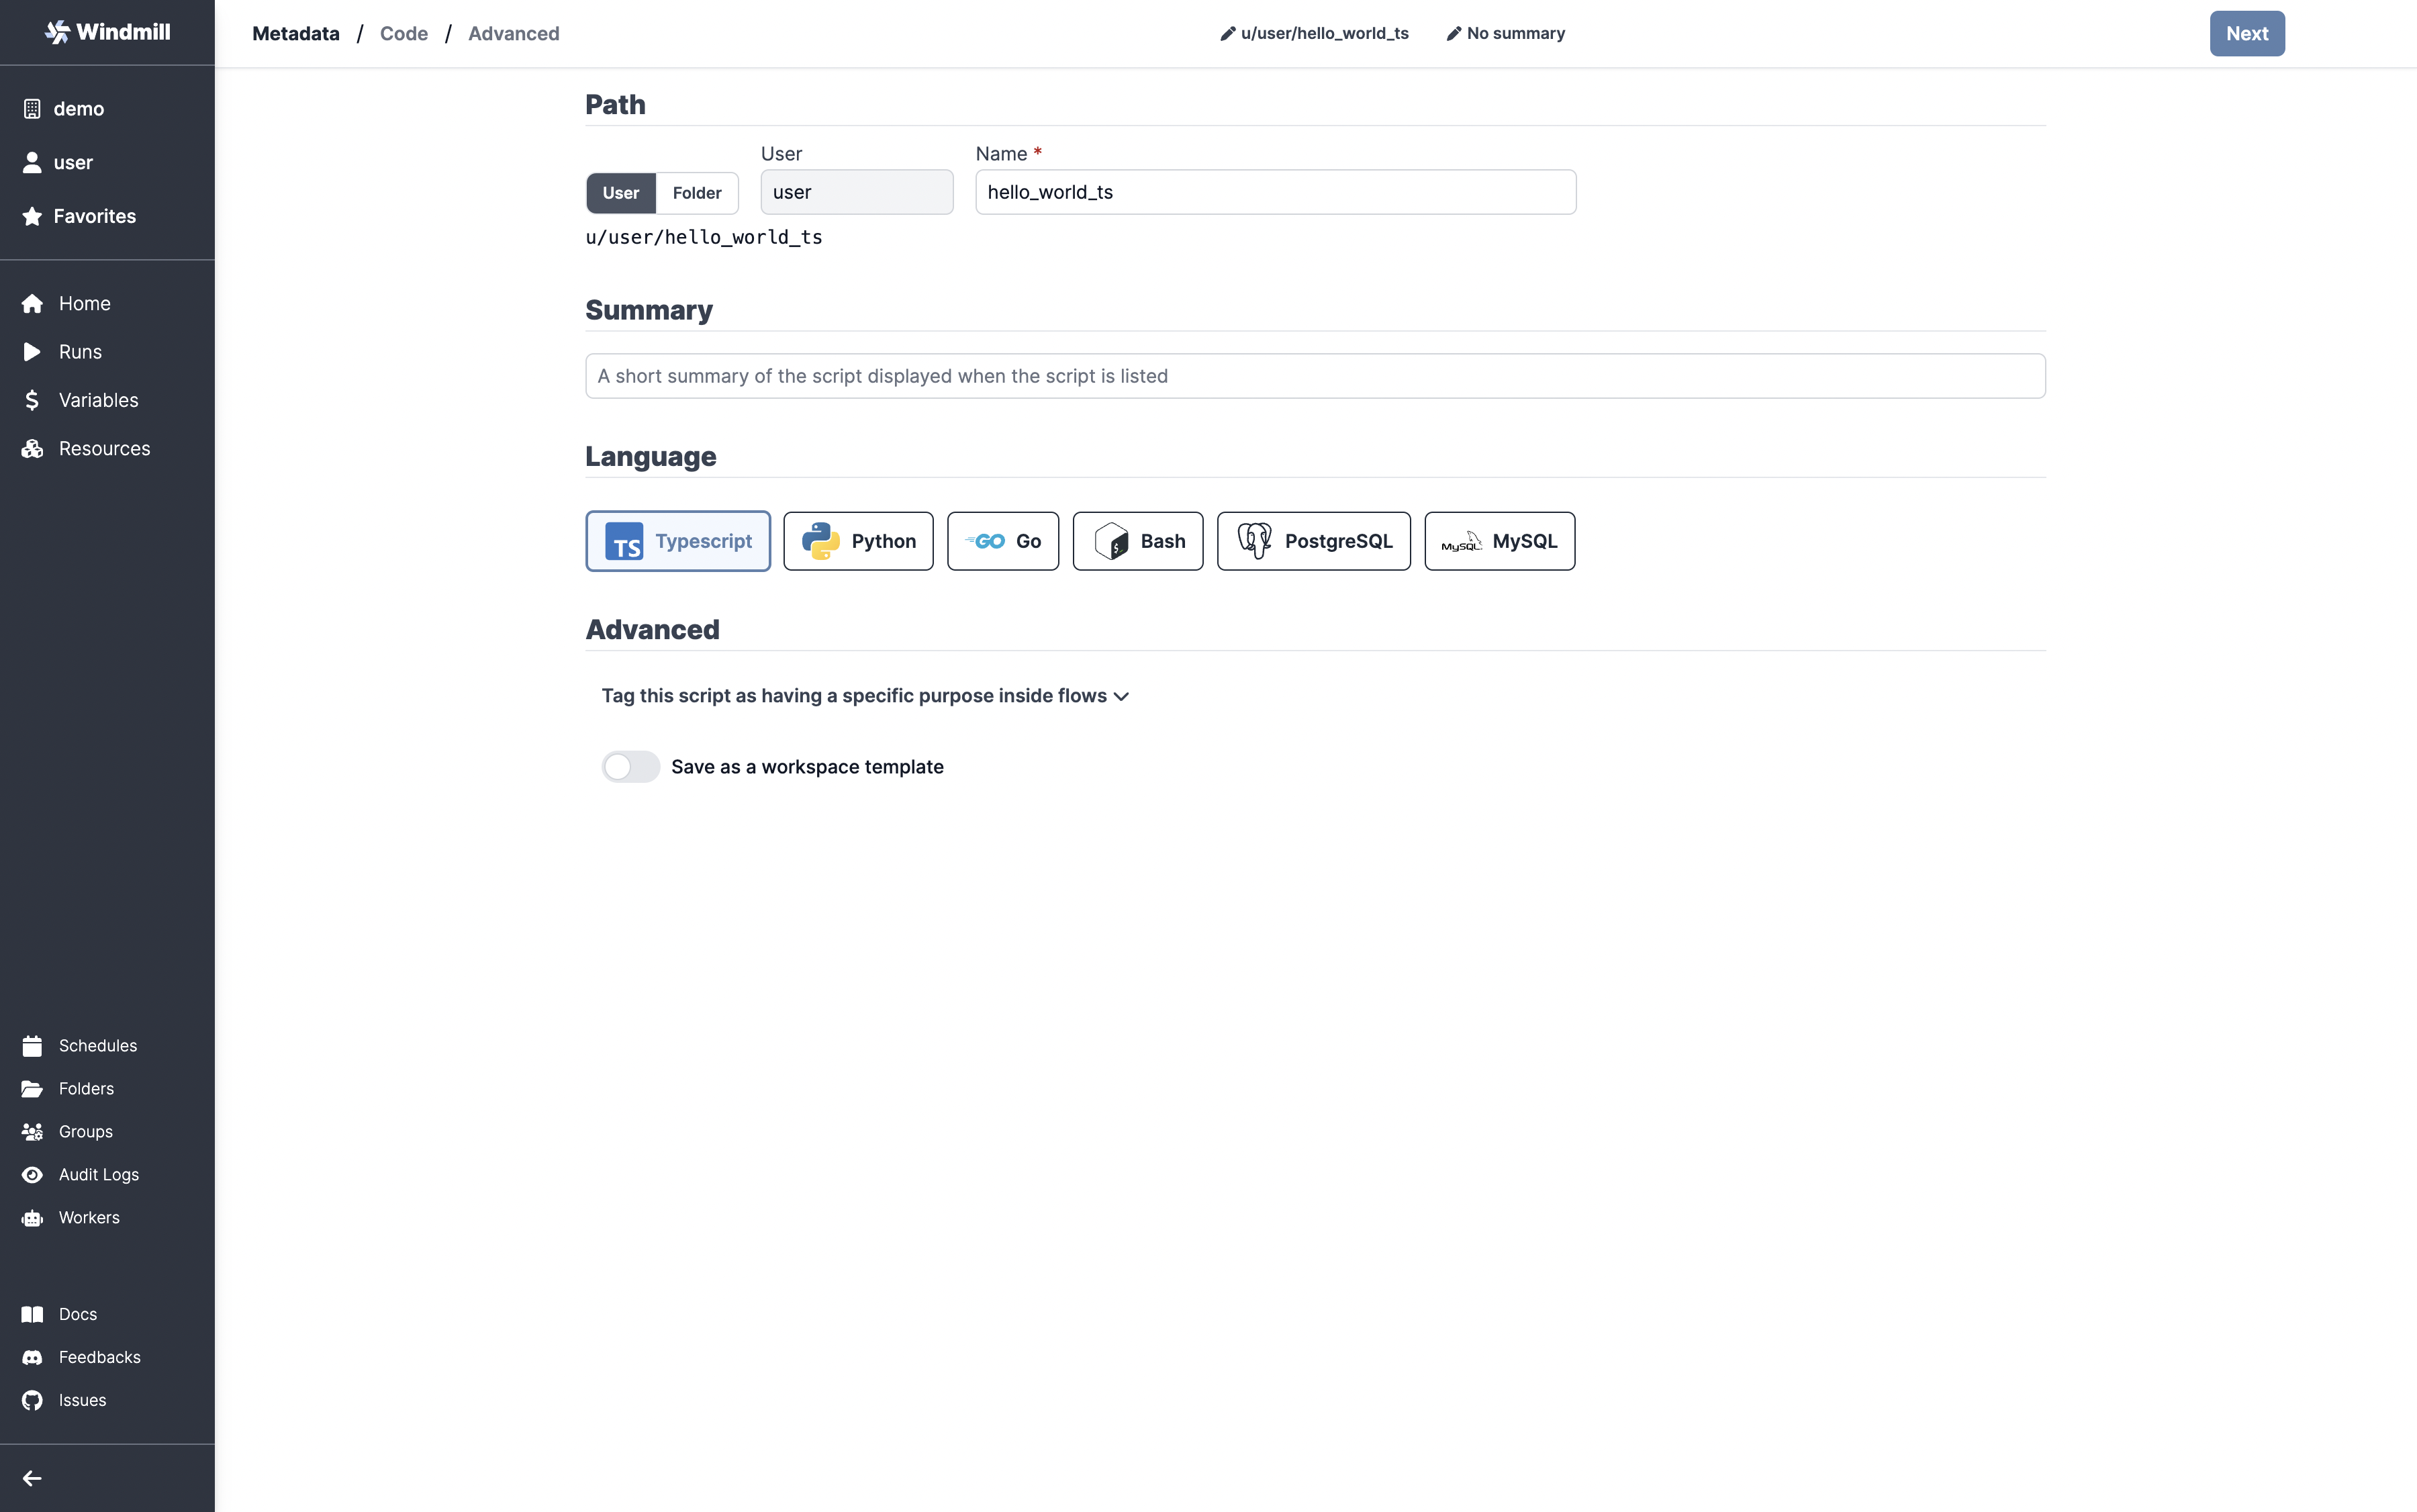 Windmill
demo
user
Favorites
Home
Runs
Variables
Resources
Schedules
Folders
Groups
Audit Logs
Workers
Docs
Feedbacks
Issues
Metadata / Code / Advanced
u/user/hello_world_ts
No summary
Next
Path
User
Name *
User
Folder
user
hello_world_ts
u/user/hello_world_ts
Summary
A short summary of the script displayed when the script is listed
Language
TS Typescript
Python
GO Go
$ Bash
PostgreSQL
MySQL MySQL
Advanced
Tag this script as having a specific purpose inside flows
Save as a workspace template